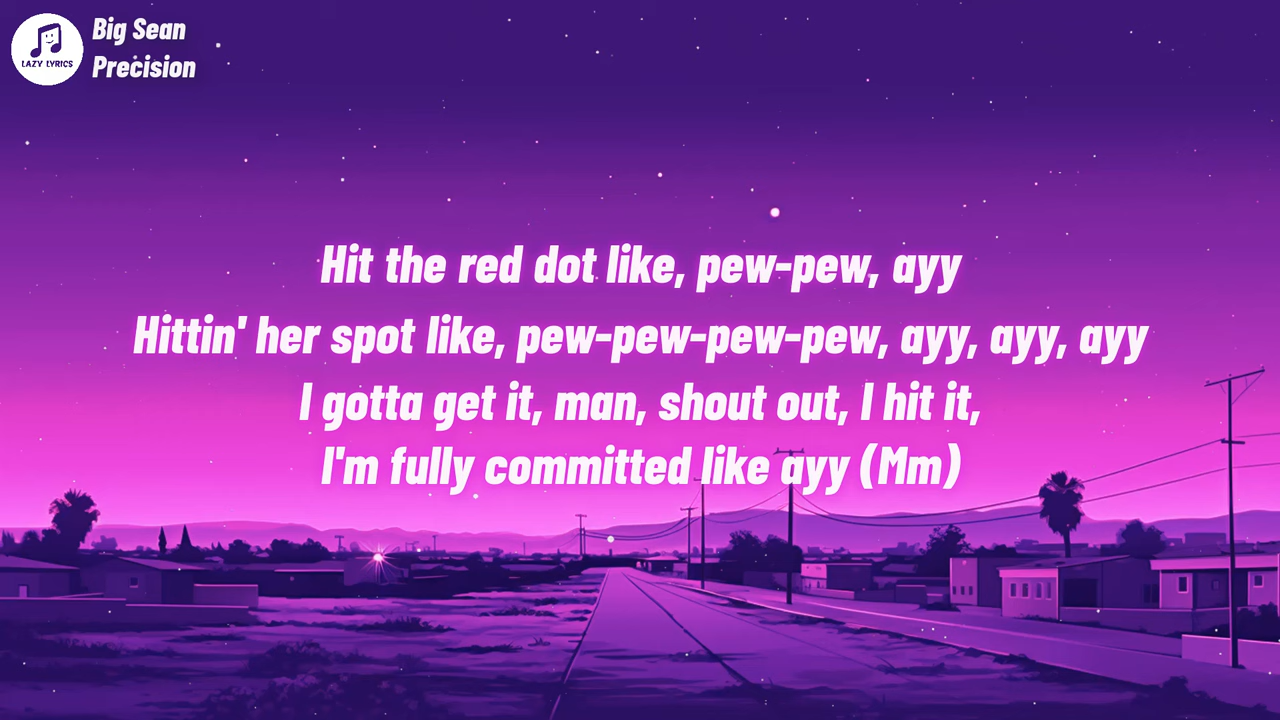 LAZY LYRICS
Big Sean
Precision
Hit the red dot like, pew-pew, ayy
Hittin' her spot like, pew-pew-pew-pew, ayy, ayy, ayy
I gotta get it, man, shout out, I hit it,
I'm fully committed like ayy (Mm)